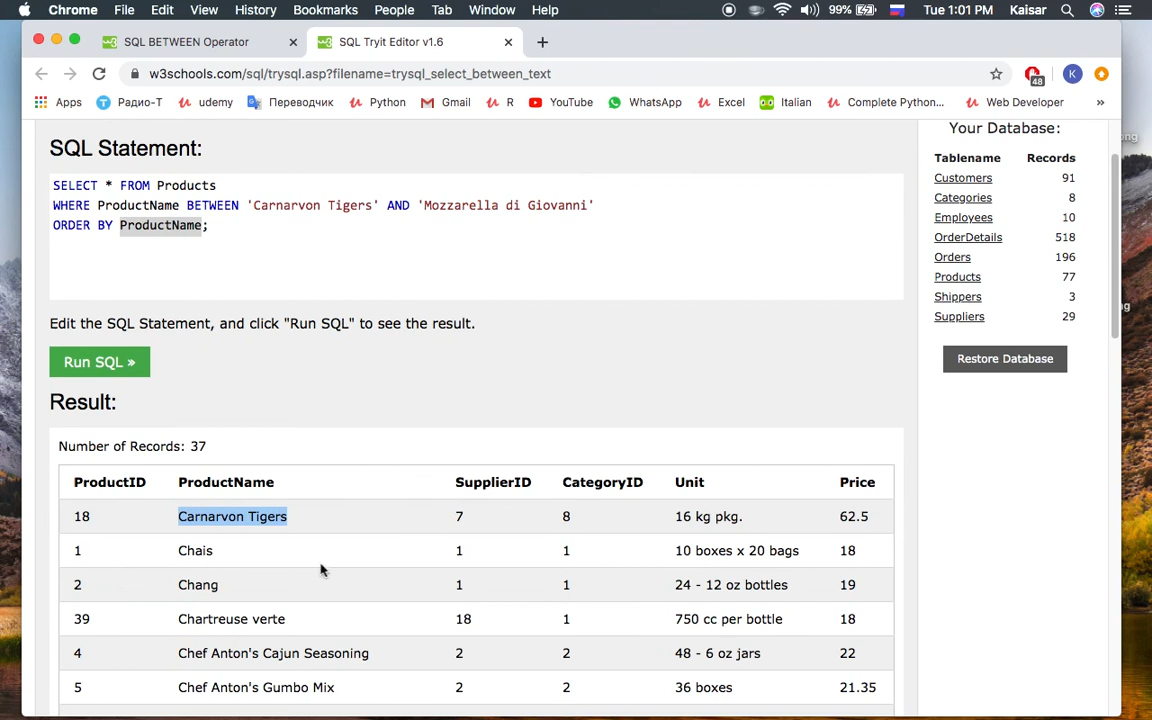 Chrome File Edit View History Bookmarks People Tab Window Help 99% Tue 1:01 PM Kaisar
SQL BETWEEN Operator SQL Tryit Editor v1.6
w3schools.com/sql/trysql.asp?filename=trysql_select_between_text 48 K
Apps Радио-Т udemy Переводчик Python Gmail R YouTube WhatsApp Excel Italian Complete Python... Web Developer »
SQL Statement:
SELECT * FROM Products
WHERE ProductName BETWEEN 'Carnarvon Tigers' AND 'Mozzarella di Giovanni'
ORDER BY ProductName;
Edit the SQL Statement, and click "Run SQL" to see the result.
Run SQL »
Result:
Number of Records: 37
ProductID ProductName SupplierID CategoryID Unit Price
18 Carnarvon Tigers 7 8 16 kg pkg. 62.5
1 Chais 1 1 10 boxes x 20 bags 18
2 Chang 1 1 24 - 12 oz bottles 19
39 Chartreuse verte 18 1 750 cc per bottle 18
4 Chef Anton's Cajun Seasoning 2 2 48 - 6 oz jars 22
5 Chef Anton's Gumbo Mix 2 2 36 boxes 21.35
Your Database:
Tablename Records
Customers 91
Categories 8
Employees 10
OrderDetails 518
Orders 196
Products 77
Shippers 3
Suppliers 29
Restore Database